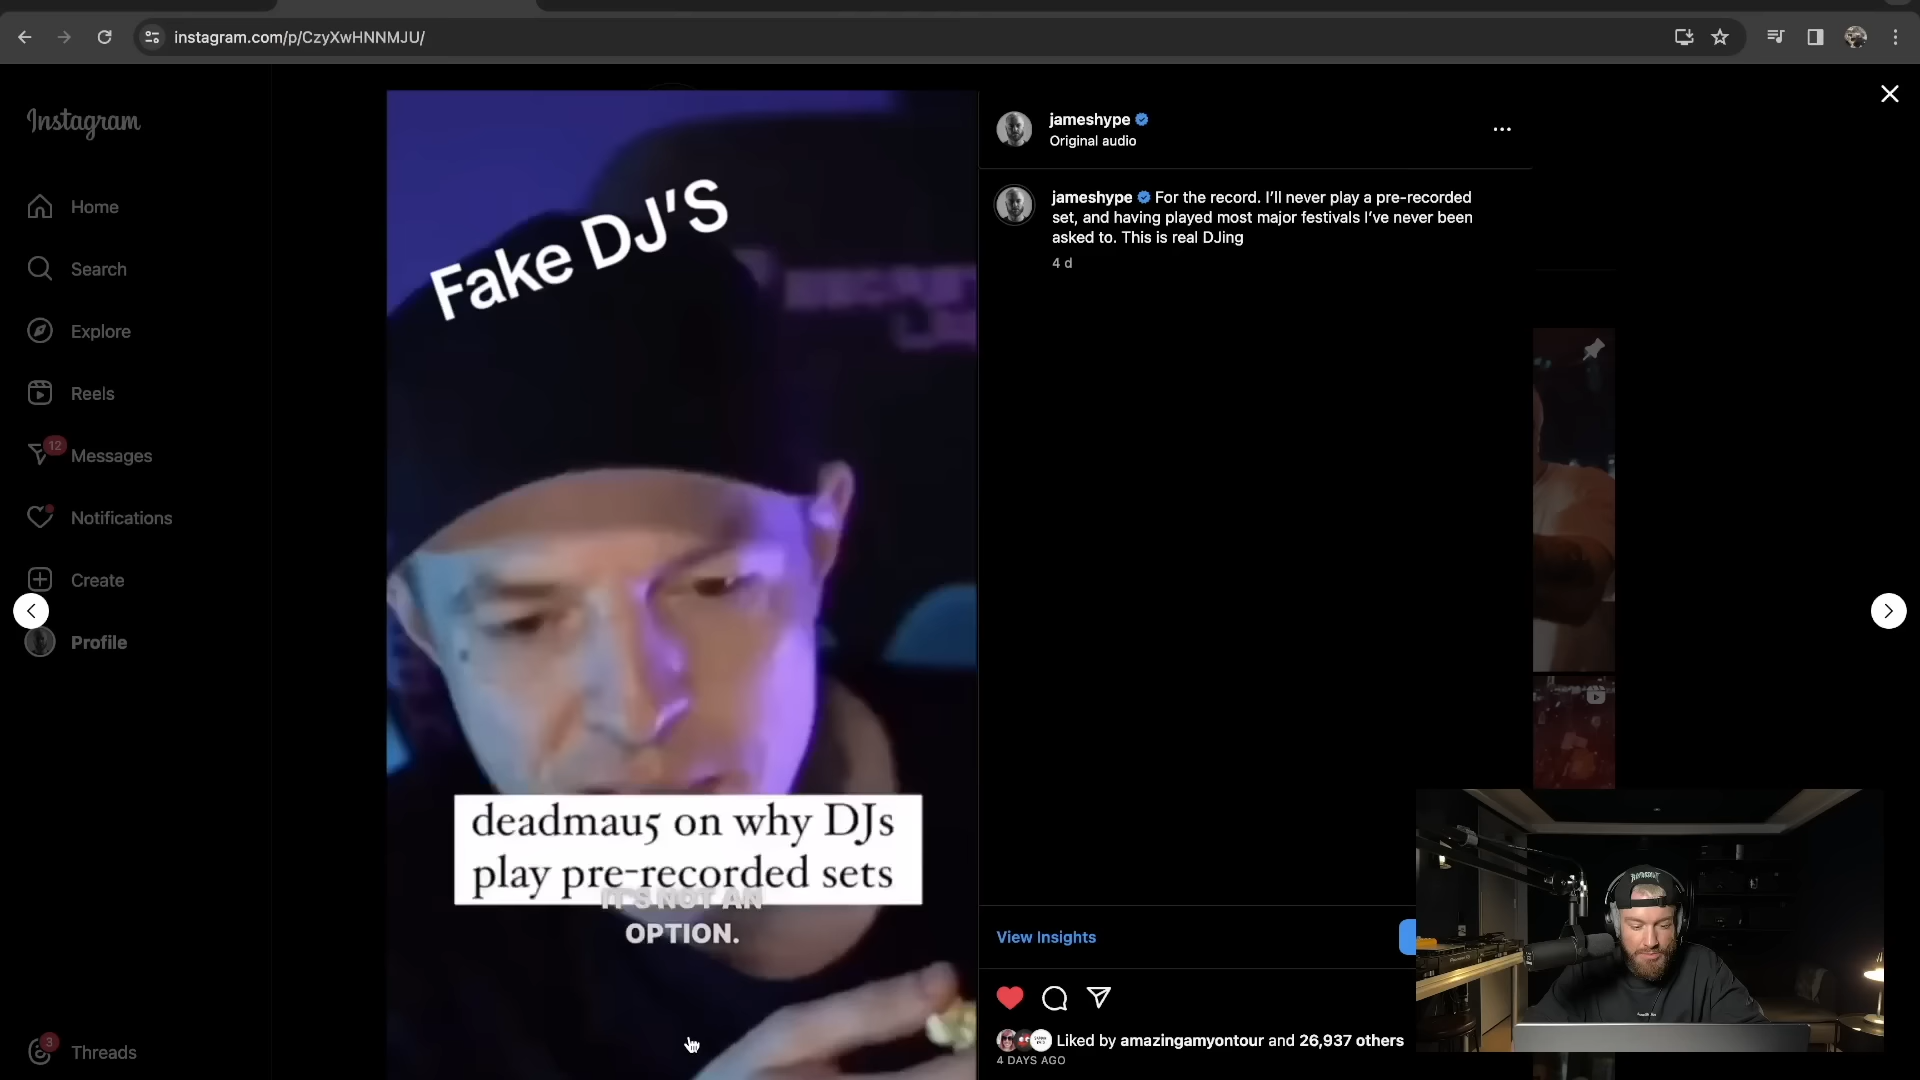 instagram.com/p/CzyXwHNNMJU/
Instagram
Home
Search
Explore
Reels
12
Messages
Notifications
Create
Profile
3
Threads
Fake DJ'S
deadmau5 on why DJs
play pre-recorded sets
IT'S NOT AN
OPTION.
jameshype
Original audio
jameshype For the record. I'll never play a pre-recorded
set, and having played most major festivals I've never been
asked to. This is real DJing
4 d
View Insights
Liked by amazingamyontour and 26,937 others
4 DAYS AGO